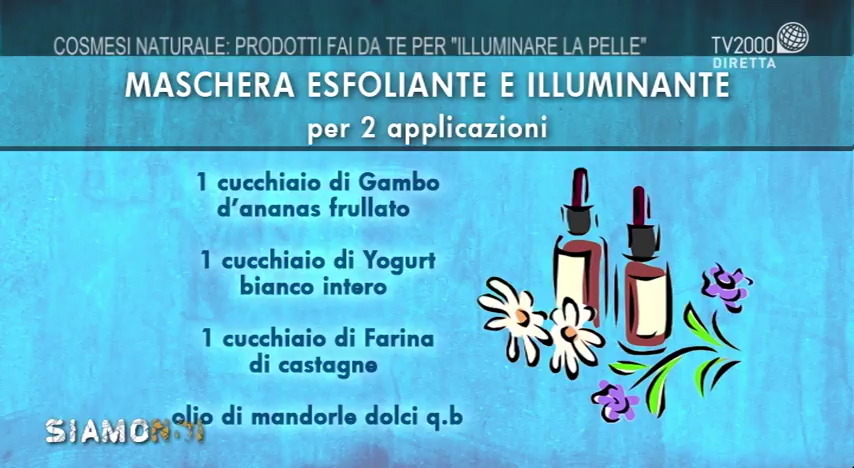 COSMESI NATURALE: PRODOTTI FAI DA TE PER "ILLUMINARE LA PELLE"
TV2000
DIRETTA
MASCHERA ESFOLIANTE E ILLUMINANTE
per 2 applicazioni
1 cucchiaio di Gambo
d'ananas frullato
1 cucchiaio di Yogurt
bianco intero
1 cucchiaio di Farina
di castagne
olio di mandorle dolci q.b
SIAMO